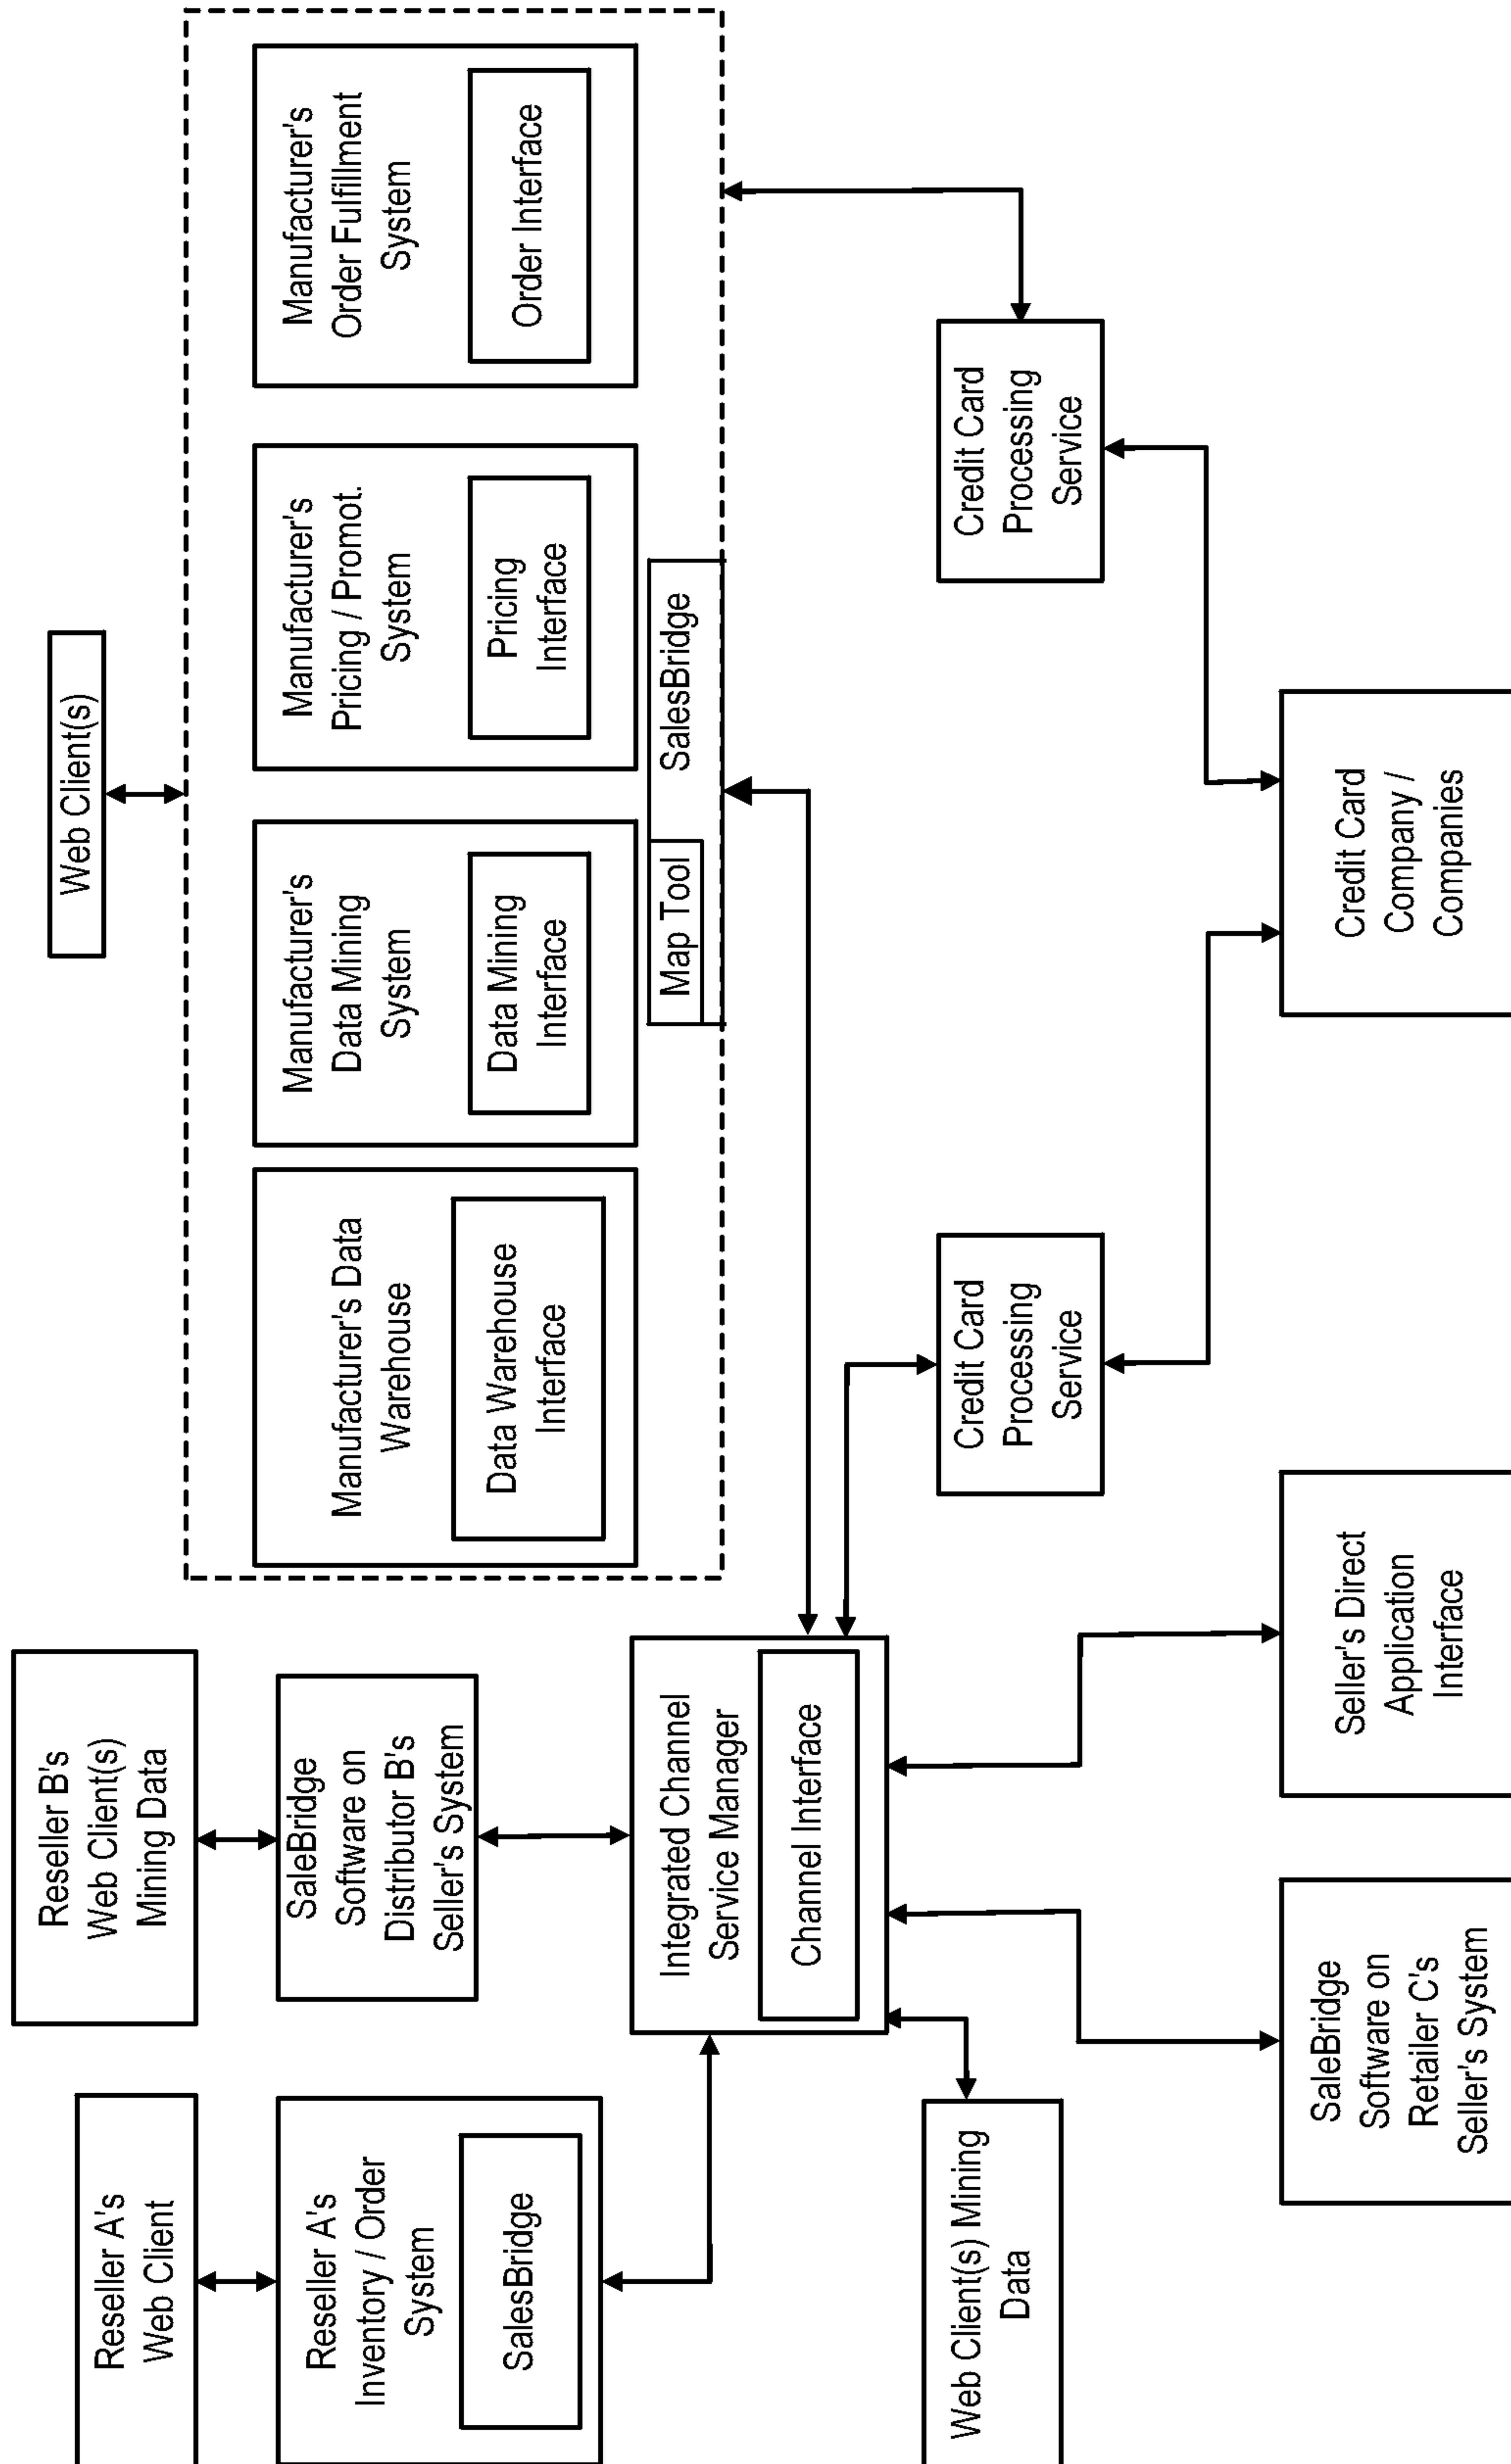 Reseller A's
Web Client
Reseller B's
Web Client(s)
Mining Data
Web Client(s)
Reseller A's
Inventory / Order
System
SalesBridge
SaleBridge
Software on
Distributor B's
Seller's System
Manufacturer's Data
Warehouse
Data Warehouse
Interface
Manufacturer's
Data Mining
System
Data Mining
Interface
Manufacturer's
Pricing / Promot.
System
Pricing
Interface
Manufacturer's
Order Fulfillment
System
Order Interface
Map Tool
SalesBridge
Integrated Channel
Service Manager
Channel Interface
Web Client(s) Mining
Data
Credit Card
Processing
Service
Credit Card
Processing
Service
SaleBridge
Software on
Retailer C's
Seller's System
Seller's Direct
Application
Interface
Credit Card
Company /
Companies